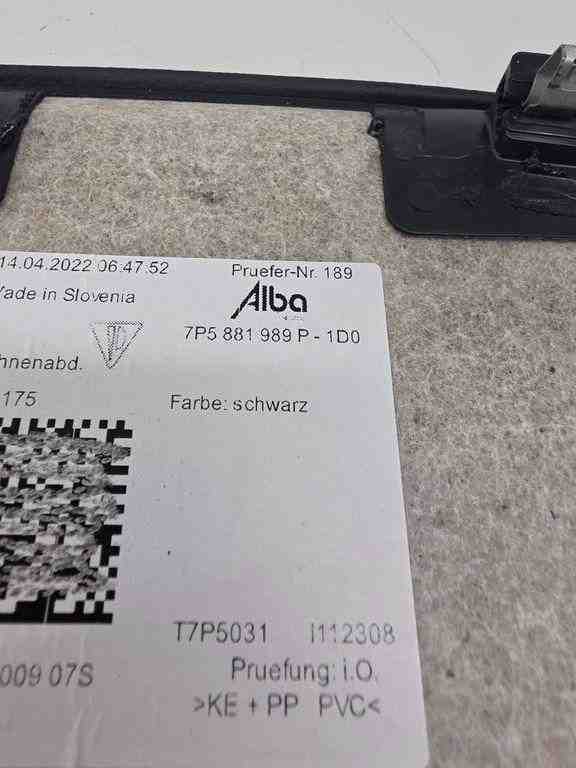 14.04.2022 06:47:52
Pruefer-Nr. 189
Made in Slovenia
Alba
7P5 881 989 P - 1D0
hnenabd.
175
Farbe: schwarz
T7P5031 I112308
009 07S
Pruefung: i.O.
>KE + PP PVC<